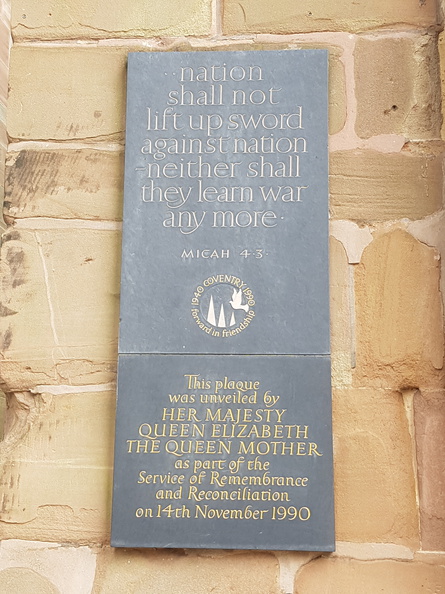 ··nation
shall not
lift up sword
against nation
–neither shall
they learn war
any more·
MICAH 4·3·
1940 COVENTRY 1990
forward in friendship
This plaque
was unveiled by
HER MAJESTY
QUEEN ELIZABETH
THE QUEEN MOTHER
as part of the
Service of Remembrance
and Reconciliation
on 14th November 1990